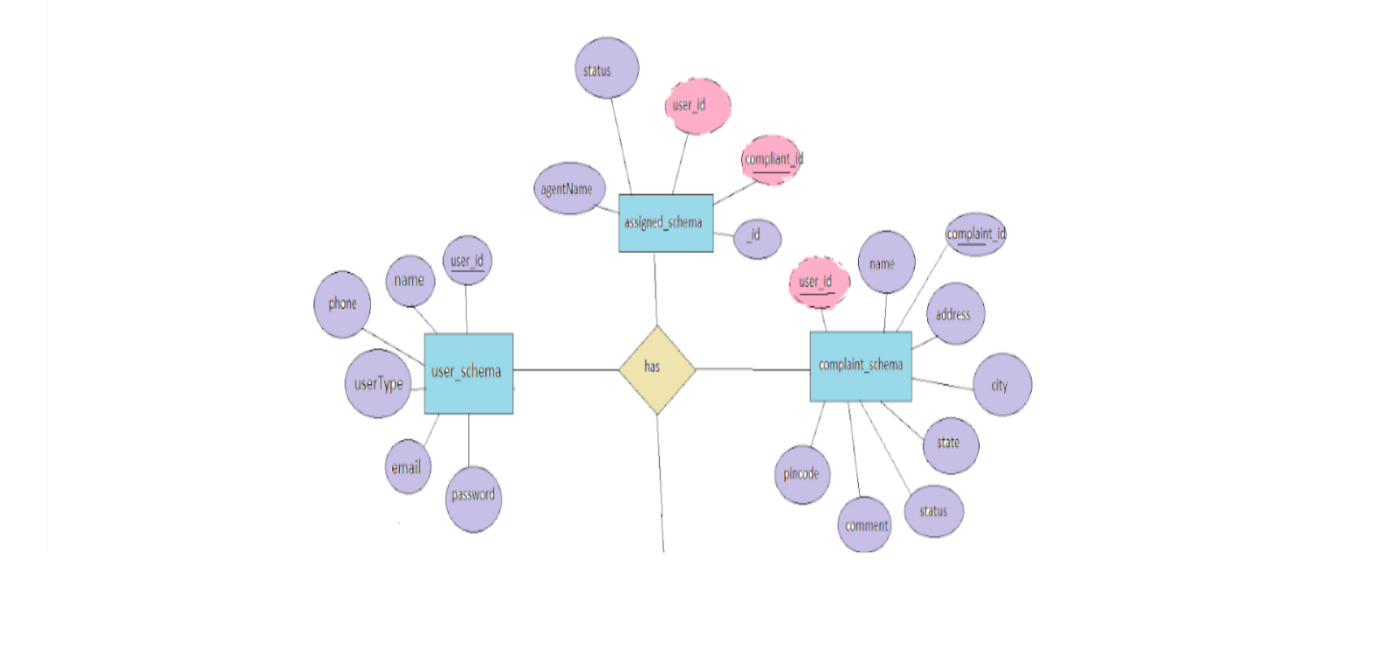 status
user_id
compliant_id
agentName
assigned_schema
_id
complaint_id
user_id
name
name
user_id
phone
address
user_schema
has
complaint_schema
userType
city
state
email
pincode
password
status
comment